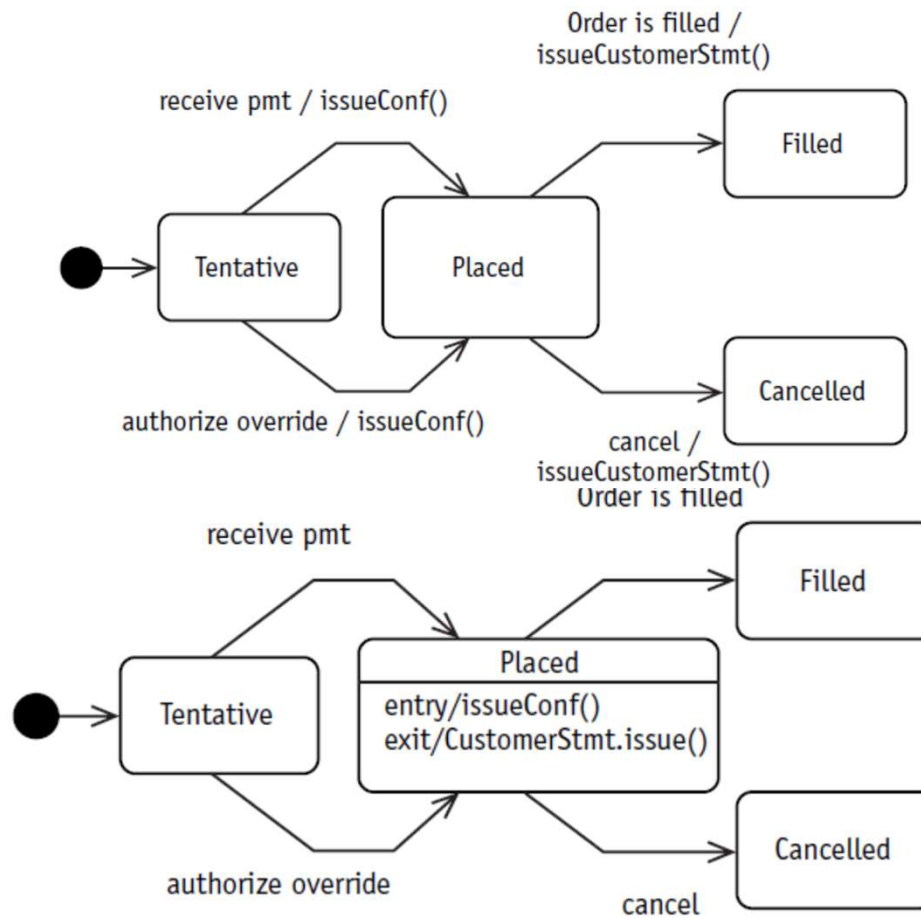 Order is filled /
issueCustomerStmt()
receive pmt / issueConf()
Filled
Tentative
Placed
Cancelled
authorize override / issueConf()
cancel /
issueCustomerStmt()
Order is filled
receive pmt
Filled
Placed
entry/issueConf()
exit/CustomerStmt.issue()
Tentative
Cancelled
authorize override
cancel